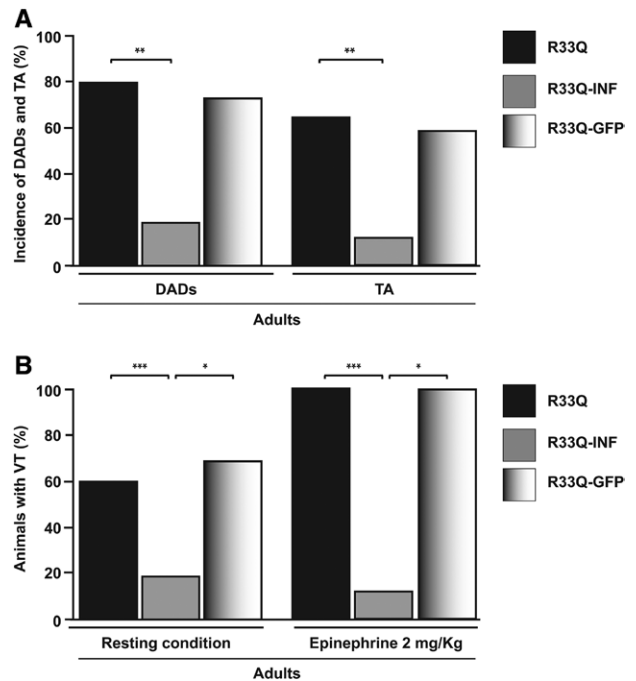 A
Incidence of DADs and TA (%)
100
80
60
40
20
0
**
**
DADs
TA
Adults
R33Q
R33Q-INF
R33Q-GFP
B
Animals with VT (%)
100
80
60
40
20
0
***
*
***
*
Resting condition
Epinephrine 2 mg/Kg
Adults
R33Q
R33Q-INF
R33Q-GFP